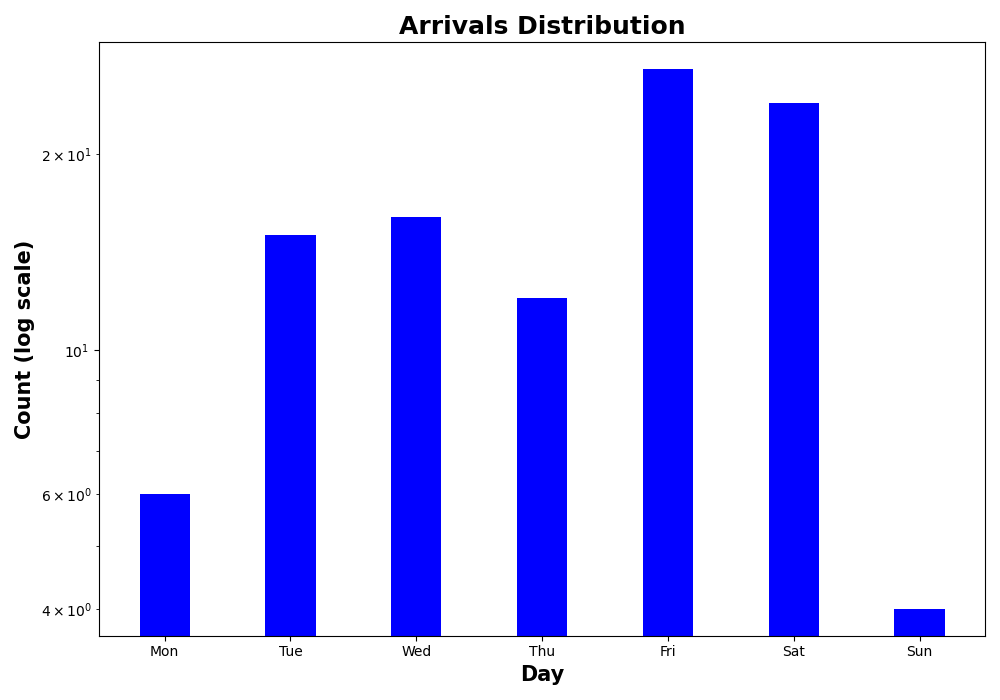 Arrivals Distribution
Count (log scale)
2 × 10¹
10¹
6 × 10⁰
4 × 10⁰
Mon Tue Wed Thu Fri Sat Sun
Day